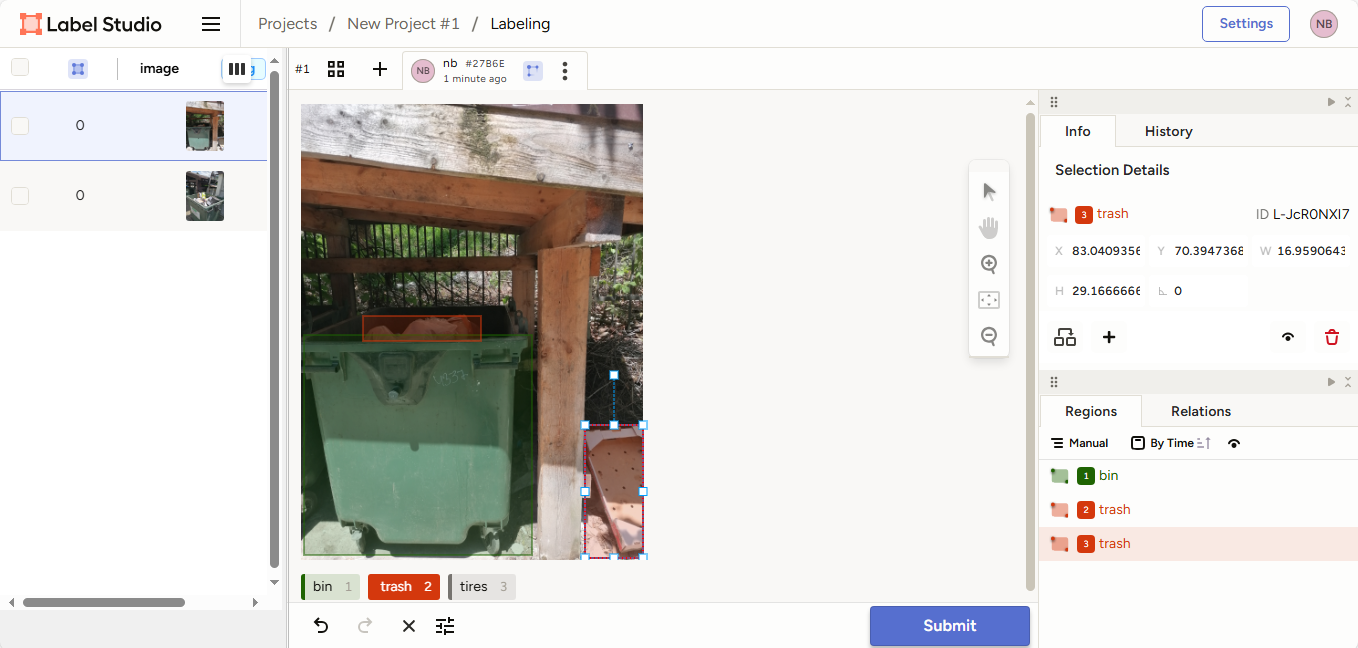 Label Studio
Projects / New Project #1 / Labeling
Settings
NB
image
g
0
0
#1
NB
nb #27B6E
1 minute ago
Info
History
Selection Details
3 trash
ID L-JcR0NXI7
X 83.0409356
Y 70.3947368
W 16.9590643
H 29.1666666
0
Regions
Relations
Manual
By Time
1 bin
2 trash
3 trash
bin 1
trash 2
tires 3
Submit